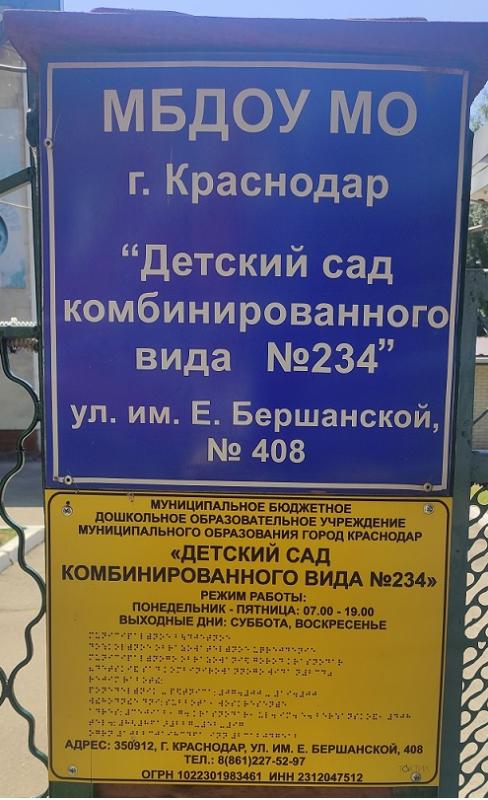 МБДОУ МО
г. Краснодар
“Детский сад
комбинированного
вида №234”
ул. им. Е. Бершанской,
№ 408
МУНИЦИПАЛЬНОЕ БЮДЖЕТНОЕ
ДОШКОЛЬНОЕ ОБРАЗОВАТЕЛЬНОЕ УЧРЕЖДЕНИЕ
МУНИЦИПАЛЬНОГО ОБРАЗОВАНИЯ ГОРОД КРАСНОДАР
«ДЕТСКИЙ САД
КОМБИНИРОВАННОГО ВИДА №234»
РЕЖИМ РАБОТЫ:
ПОНЕДЕЛЬНИК - ПЯТНИЦА: 07.00 - 19.00
ВЫХОДНЫЕ ДНИ: СУББОТА, ВОСКРЕСЕНЬЕ
АДРЕС: 350912, Г. КРАСНОДАР, УЛ. ИМ. Е. БЕРШАНСКОЙ, 408
ТЕЛ.: 8(861)227-52-97
ОГРН 1022301983461 ИНН 2312047512